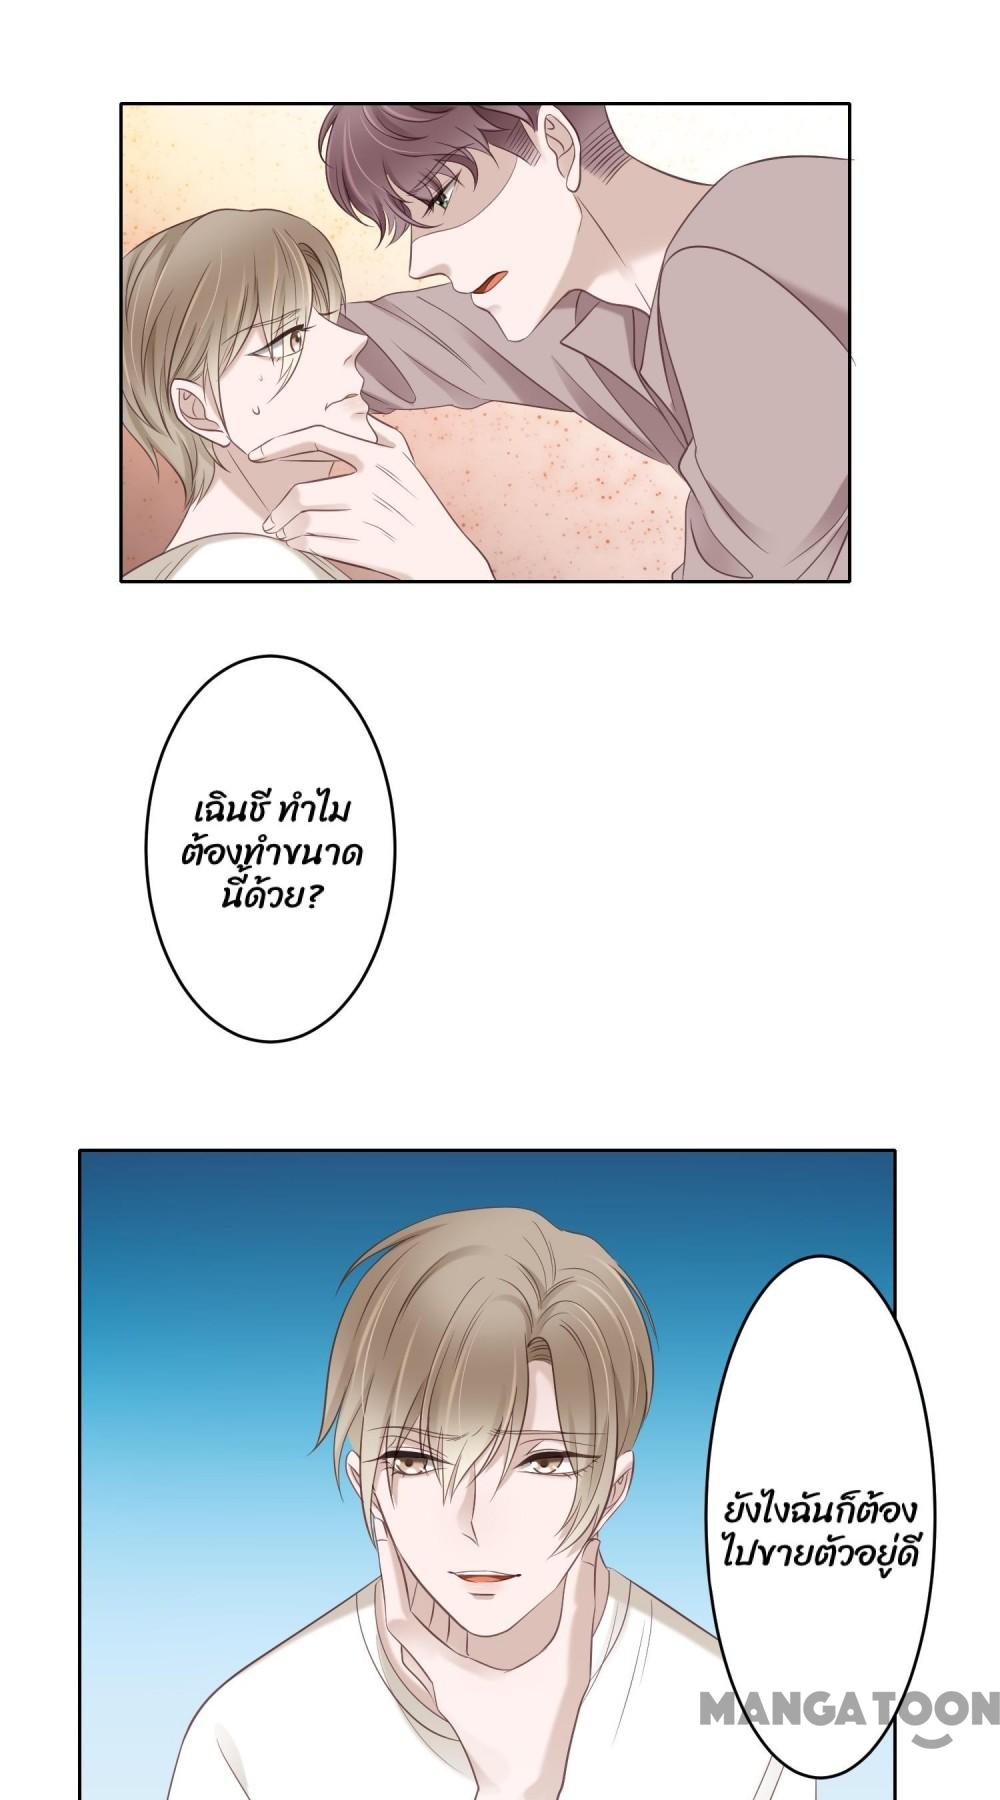 เฉินชี ทำไม
ต้องทำขนาด
นี้ด้วย?
ยังไงฉันก็ต้อง
ไปขายตัวอยู่ดี
MANGATOON